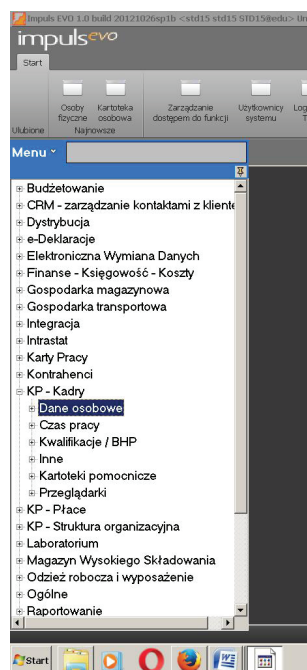 Impuls EVO 1.0 build 20121026sp1b <std15 std15 STD15@edu> Un
impulsevo
Start
Osoby fizyczne
Kartoteka osobowa
Zarządzanie dostępem do funkcji
Użytkownicy systemu
Log
T
Ulubione
Najnowsze
Menu
Budżetowanie
CRM - zarządzanie kontaktami z kliente
Dystrybucja
e-Deklaracje
Elektroniczna Wymiana Danych
Finanse - Księgowość - Koszty
Gospodarka magazynowa
Gospodarka transportowa
Integracja
Intrastat
Karty Pracy
Kontrahenci
KP - Kadry
Dane osobowe
Czas pracy
Kwalifikacje / BHP
Inne
Kartoteki pomocnicze
Przeglądarki
KP - Płace
KP - Struktura organizacyjna
Laboratorium
Magazyn Wysokiego Składowania
Odzież robocza i wyposażenie
Ogólne
Raportowanie
Start